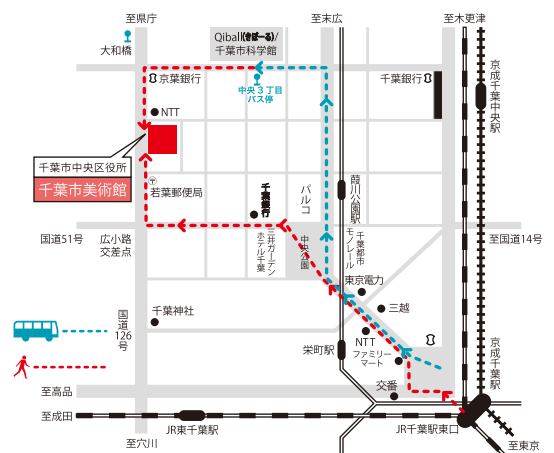 至県庁
至末広
至木更津
Qiball(きぼーる)/
千葉市科学館
大和橋
京葉銀行
中央3丁目
バス停
千葉銀行
京成千葉中央駅
NTT
千葉市中央区役所
千葉市美術館
若葉郵便局
千葉銀行
パルコ
葭川公園駅
国道51号
広小路
交差点
三井ガーデン
ホテル千葉
中央公園
千葉都市
モノレール
至国道14号
東京電力
三越
千葉神社
国道126号
NTT
栄町駅
ファミリー
マート
京成千葉駅
交番
至高品
至成田
JR東千葉駅
JR千葉駅東口
至穴川
至東京